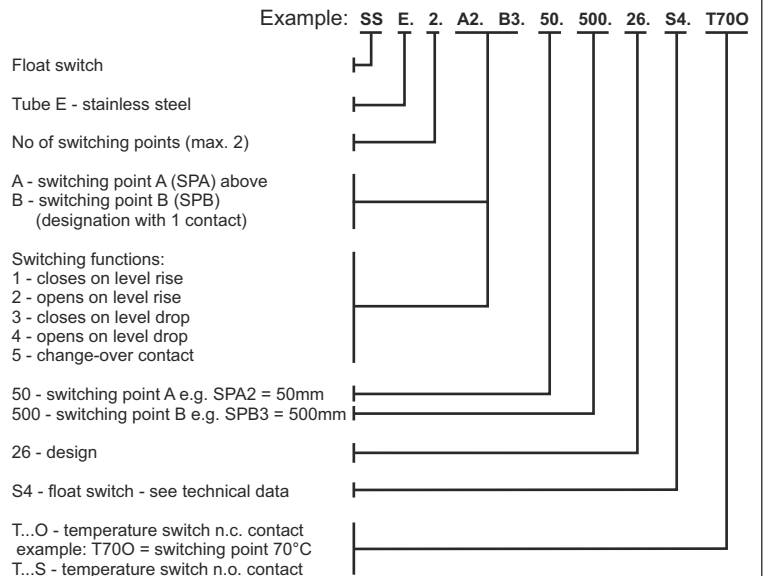 Example: SS E. 2. A2. B3. 50. 500. 26. S4. T70O
Float switch
Tube E - stainless steel
No of switching points (max. 2)
A - switching point A (SPA) above
B - switching point B (SPB)
(designation with 1 contact)
Switching functions:
1 - closes on level rise
2 - opens on level rise
3 - closes on level drop
4 - opens on level drop
5 - change-over contact
50 - switching point A e.g. SPA2 = 50mm
500 - switching point B e.g. SPB3 = 500mm
26 - design
S4 - float switch - see technical data
T...O - temperature switch n.c. contact
example: T70O = switching point 70°C
T...S - temperature switch n.o. contact